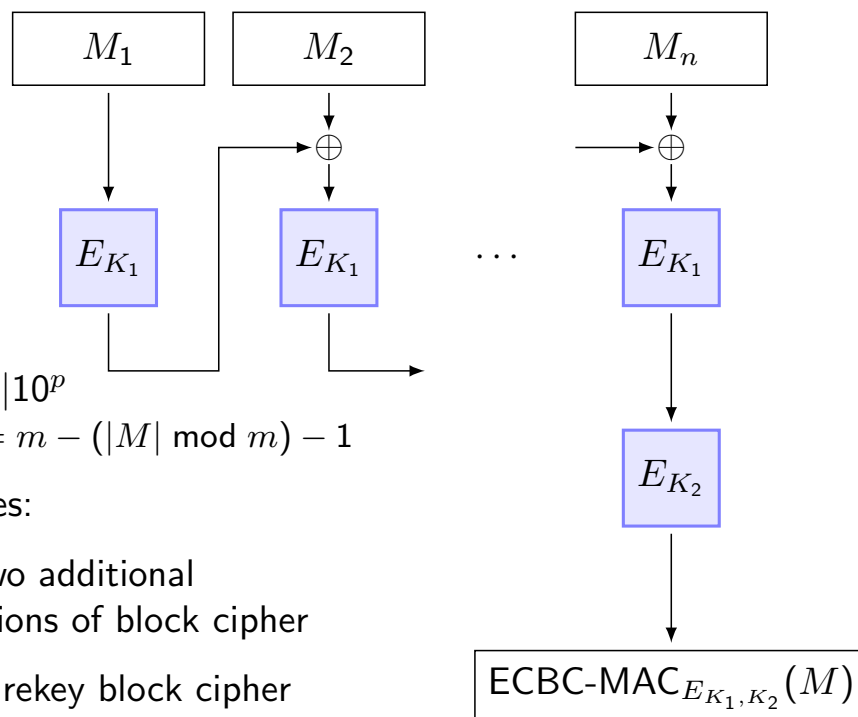 M₁ M₂ Mₙ
⊕ ⊕
E_{K₁} E_{K₁} ⋯ E_{K₁}
|10^p
= m − (|M| mod m) − 1
E_{K₂}
es:
vo additional
ions of block cipher
rekey block cipher
ECBC-MAC_{E_{K₁,K₂}}(M)